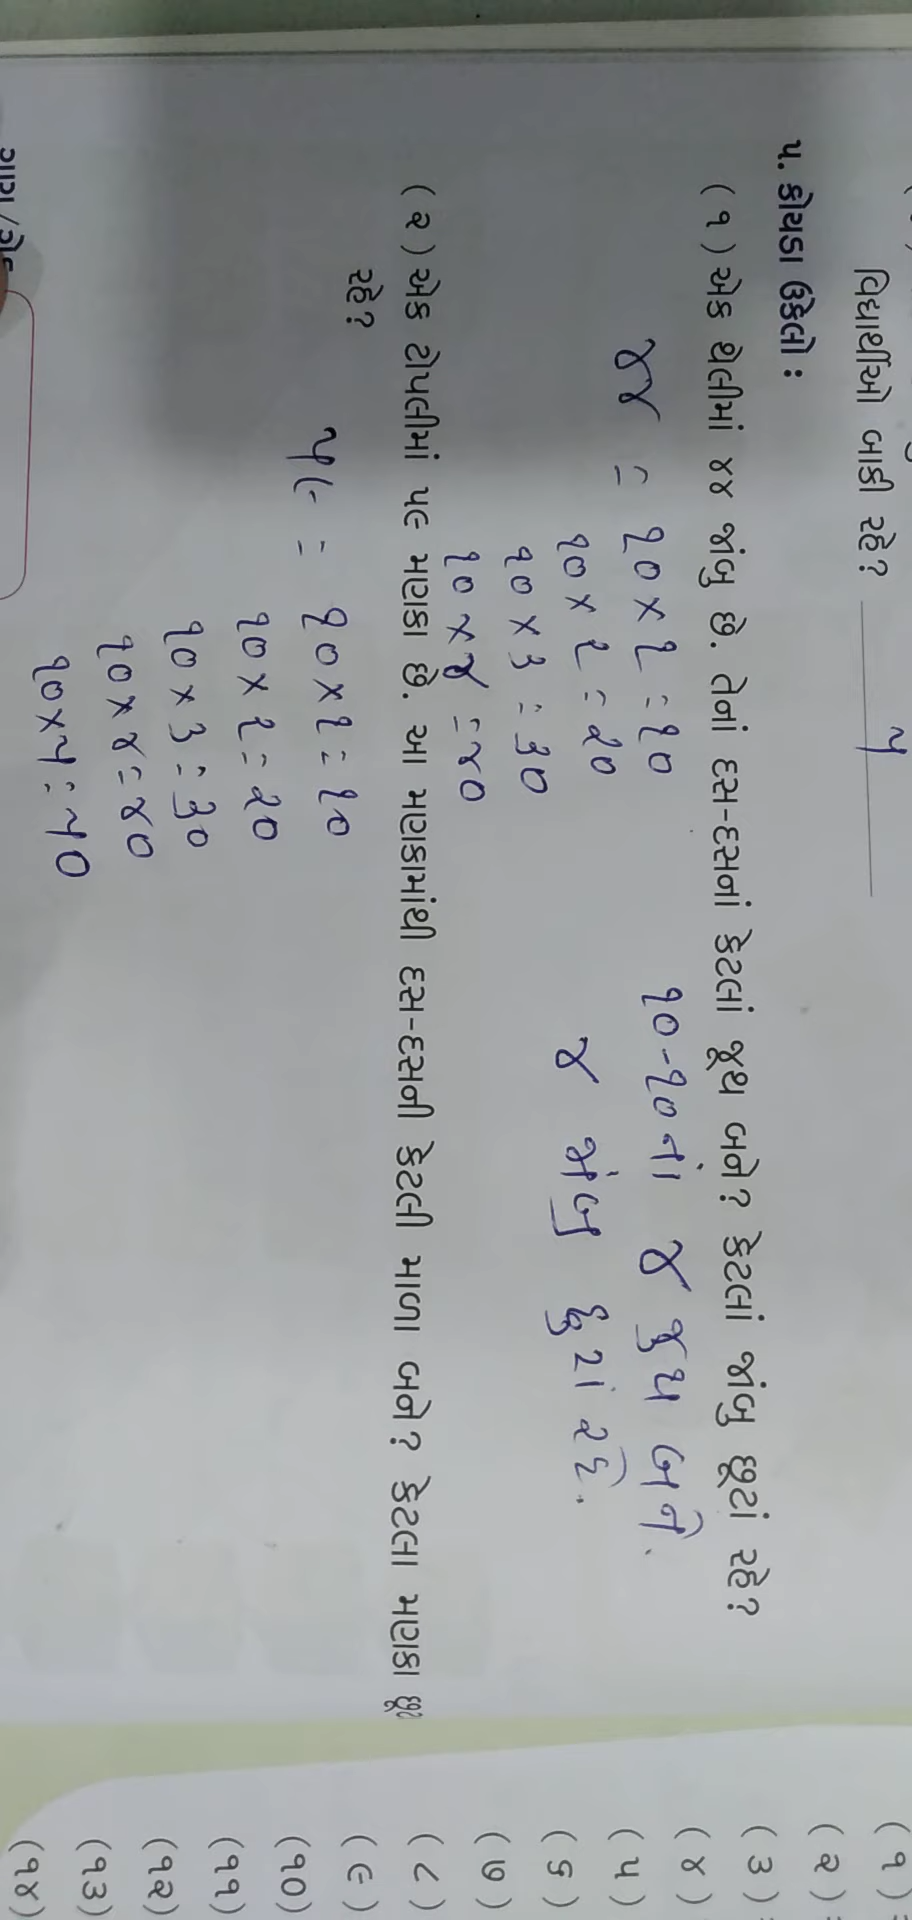 વિદ્યાર્થીઓ બાકી રહે? ૫
૫. કોયડા ઉકેલો :
(૧) એક થેલીમાં ૪૪ જાંબુ છે. તેનાં દસ-દસનાં કેટલાં જૂથ બને? કેટલાં જાંબુ છૂટાં રહે?
૪૪ = ૧૦ × ૧ = ૧૦ ૧૦-૧૦નાં ૪ જુથ બને.
૧૦ × ૨ = ૨૦ ૪ જાંબુ છુટાં રહે.
૧૦ × ૩ = ૩૦
૧૦ × ૪ = ૪૦
(૨) એક ટોપલીમાં ૫૯ મણકા છે. આ મણકામાંથી દસ-દસની કેટલી માળા બને? કેટલા મણકા
રહે?
૫૯ = ૧૦ × ૧ = ૧૦
૧૦ × ૨ = ૨૦
૧૦ × ૩ = ૩૦
૧૦ × ૪ = ૪૦
૧૦ × ૫ = ૫૦
(૧)
(૨)
(૩)
(૪)
(૫)
(૬)
(૭)
(૮)
(૯)
(૧૦)
(૧૧)
(૧૨)
(૧૩)
(૧૪)